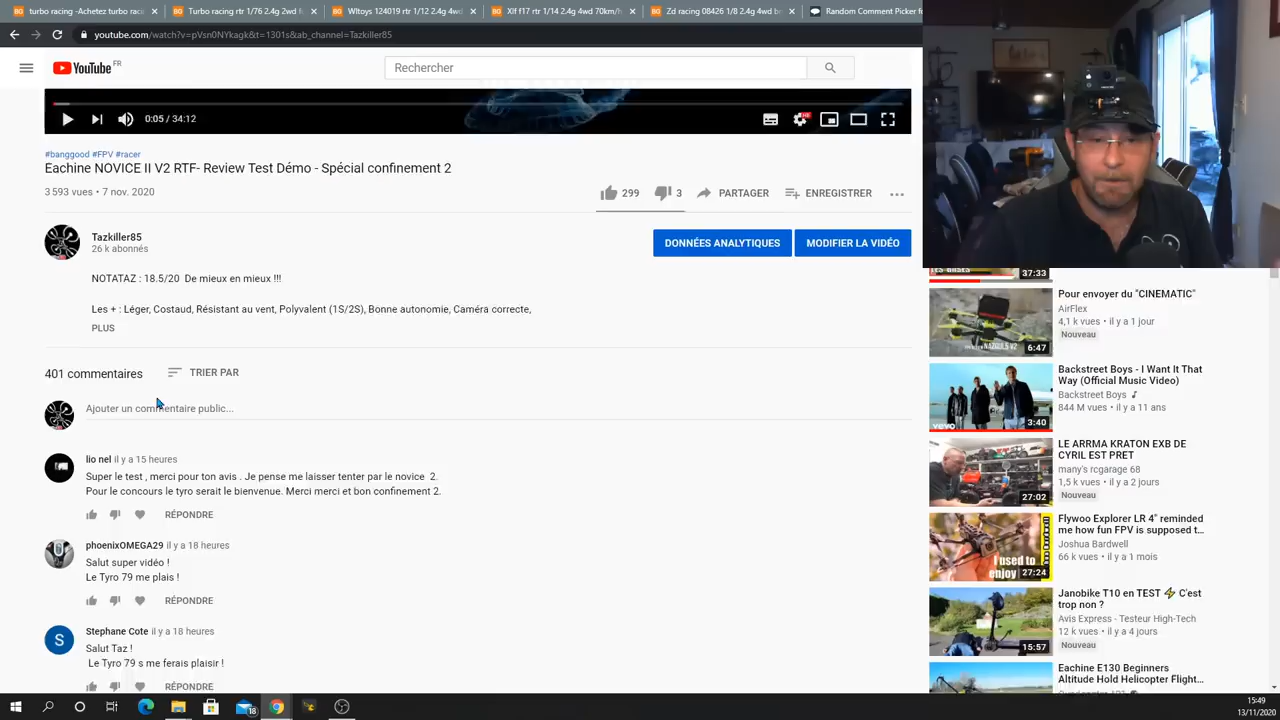 turbo racing -Achetez turbo rac
Turbo racing rtr 1/76 2.4g 2wd f
Wltoys 124019 rtr 1/12 2.4g 4wd
Xlf f17 rtr 1/14 2.4g 4wd 70km/h
Zd racing 08426 1/8 2.4g 4wd b
Random Comment Picker fo
youtube.com/watch?v=pVsn0NYkagk&t=1301s&ab_channel=Tazkiller85
YouTube FR
Rechercher
0:05 / 34:12
#banggood #FPV #racer
Eachine NOVICE II V2 RTF- Review Test Démo - Spécial confinement 2
3 593 vues • 7 nov. 2020
299
3
PARTAGER
ENREGISTRER
Tazkiller85
26 k abonnés
DONNÉES ANALYTIQUES
MODIFIER LA VIDÉO
NOTATAZ : 18.5/20 De mieux en mieux !!!
Les + : Léger, Costaud, Résistant au vent, Polyvalent (1S/2S), Bonne autonomie, Caméra correcte,
PLUS
401 commentaires
TRIER PAR
Ajouter un commentaire public...
lio nel il y a 15 heures
Super le test , merci pour ton avis . Je pense me laisser tenter par le novice 2.
Pour le concours le tyro serait le bienvenue. Merci merci et bon confinement 2.
RÉPONDRE
phoenixOMEGA29 il y a 18 heures
Salut super vidéo !
Le Tyro 79 me plais !
RÉPONDRE
S
Stephane Cote il y a 18 heures
Salut Taz !
Le Tyro 79 s me ferais plaisir !
RÉPONDRE
37:33
Pour envoyer du "CINEMATIC"
AirFlex
4,1 k vues • il y a 1 jour
Nouveau
6:47
Backstreet Boys - I Want It That
Way (Official Music Video)
Backstreet Boys
844 M vues • il y a 11 ans
vevo
3:40
LE ARRMA KRATON EXB DE
CYRIL EST PRET
many's rcgarage 68
1,5 k vues • il y a 2 jours
Nouveau
27:02
Flywoo Explorer LR 4" reminded
me how fun FPV is supposed t...
Joshua Bardwell
66 k vues • il y a 1 mois
i used to
enjoy
27:24
Janobike T10 en TEST ⚡ C'est
trop non ?
Avis Express - Testeur High-Tech
12 k vues • il y a 4 jours
Nouveau
15:57
Eachine E130 Beginners
Altitude Hold Helicopter Flight...
18
15:49
13/11/2020